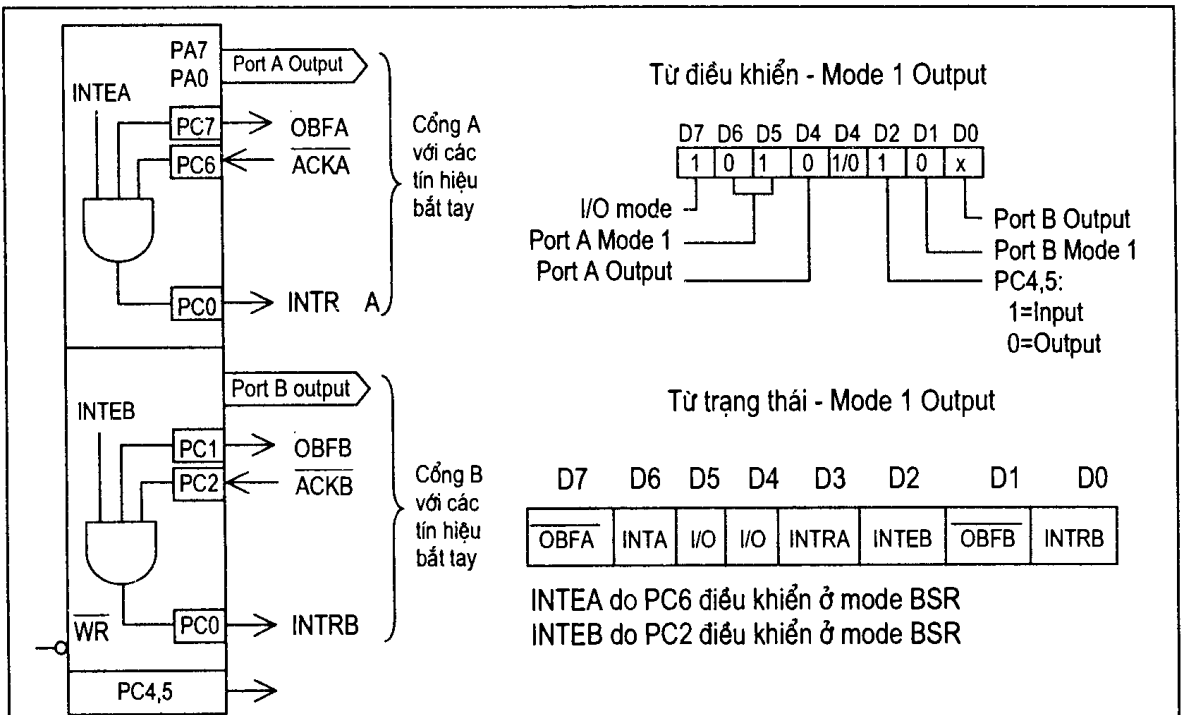 PA7
PA0
Port A Output
INTEA
PC7
OBFA
PC6
ACKA
PC0
INTR A
Cổng A
với các
tín hiệu
bắt tay
Port B output
INTEB
PC1
OBFB
PC2
ACKB
WR
PC0
INTRB
Cổng B
với các
tín hiệu
bắt tay
PC4,5
Từ điều khiển - Mode 1 Output
D7 D6 D5 D4 D4 D2 D1 D0
1 0 1 0 1/0 1 0 x
I/O mode
Port A Mode 1
Port A Output
Port B Output
Port B Mode 1
PC4,5:
1=Input
0=Output
Từ trạng thái - Mode 1 Output
D7 D6 D5 D4 D3 D2 D1 D0
OBFA INTA I/O I/O INTRA INTEB OBFB INTRB
INTEA do PC6 điều khiển ở mode BSR
INTEB do PC2 điều khiển ở mode BSR